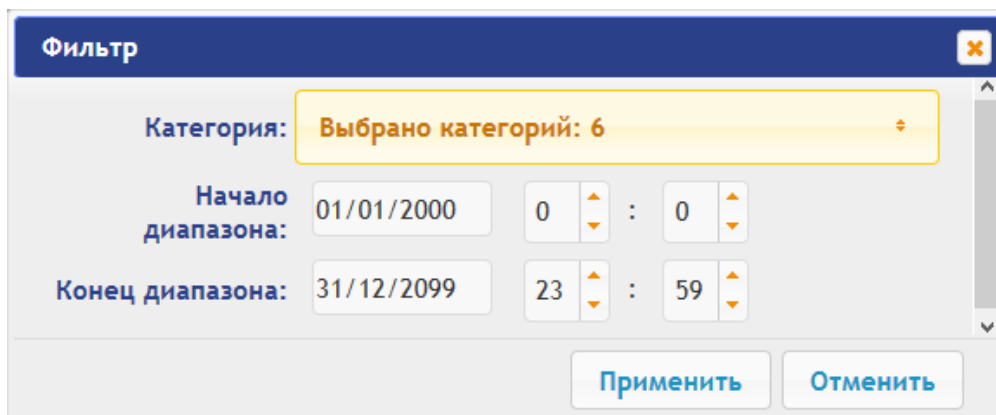 Фильтр
Категория: Выбрано категорий: 6
Начало
диапазона: 01/01/2000 0 : 0
Конец диапазона: 31/12/2099 23 : 59
Применить Отменить